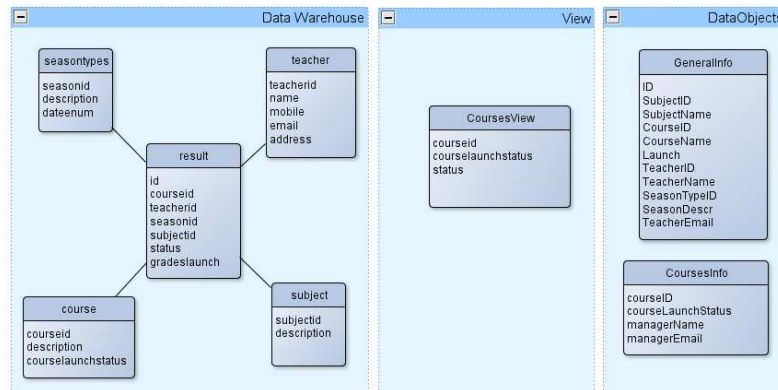 Data Warehouse
seasontypes
seasonid
description
dateenum
teacher
teacherid
name
mobile
email
address
result
id
courseid
teacherid
seasonid
subjectid
status
gradeslaunch
course
courseid
description
courselaunchstatus
subject
subjectid
description
View
CoursesView
courseid
courselaunchstatus
status
DataObjects
GeneralInfo
ID
SubjectID
SubjectName
CourseID
CourseName
Launch
TeacherID
TeacherName
SeasonTypeID
SeasonDescr
TeacherEmail
CoursesInfo
courseID
courseLaunchStatus
managerName
managerEmail